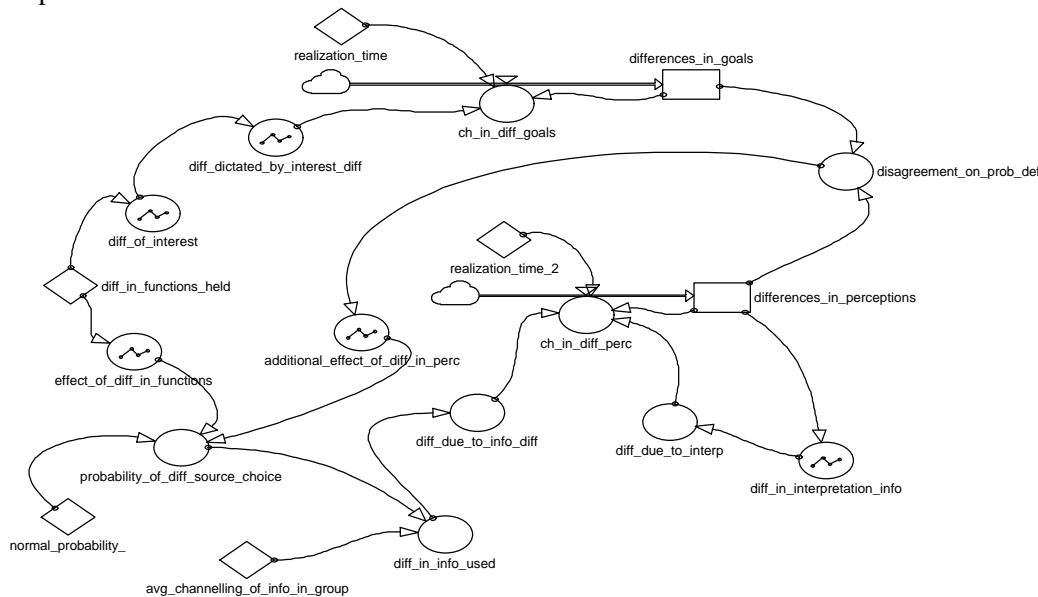 realization_time
differences_in_goals
ch_in_diff_goals
diff_dictated_by_interest_diff
disagreement_on_prob_def
diff_of_interest
realization_time_2
diff_in_functions_held
differences_in_perceptions
ch_in_diff_perc
additional_effect_of_diff_in_perc
effect_of_diff_in_functions
diff_due_to_info_diff
diff_due_to_interp
probability_of_diff_source_choice
diff_in_interpretation_info
normal_probability_
diff_in_info_used
avg_channelling_of_info_in_group